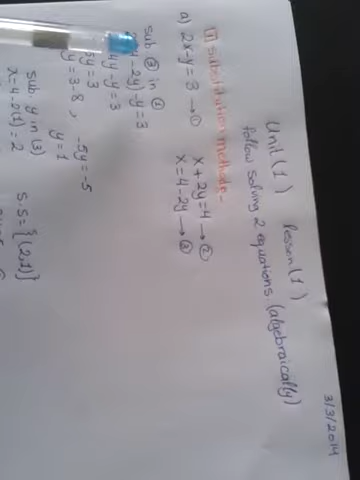 3/3/2014
Unit (1) Lesson (1)
follow solving 2 equations. (algebraically)
[1] substitution method:-
a) 2x-y=3 → ① x+2y=4 → ②
x=4-2y → ③
sub ③ in ①
-2y)-y=3
4y-y=3
5y=3
5y=3-8, -5y=-5
y=1
sub y in (3)
x=4-2(1)=2
S.S={(2,1)}